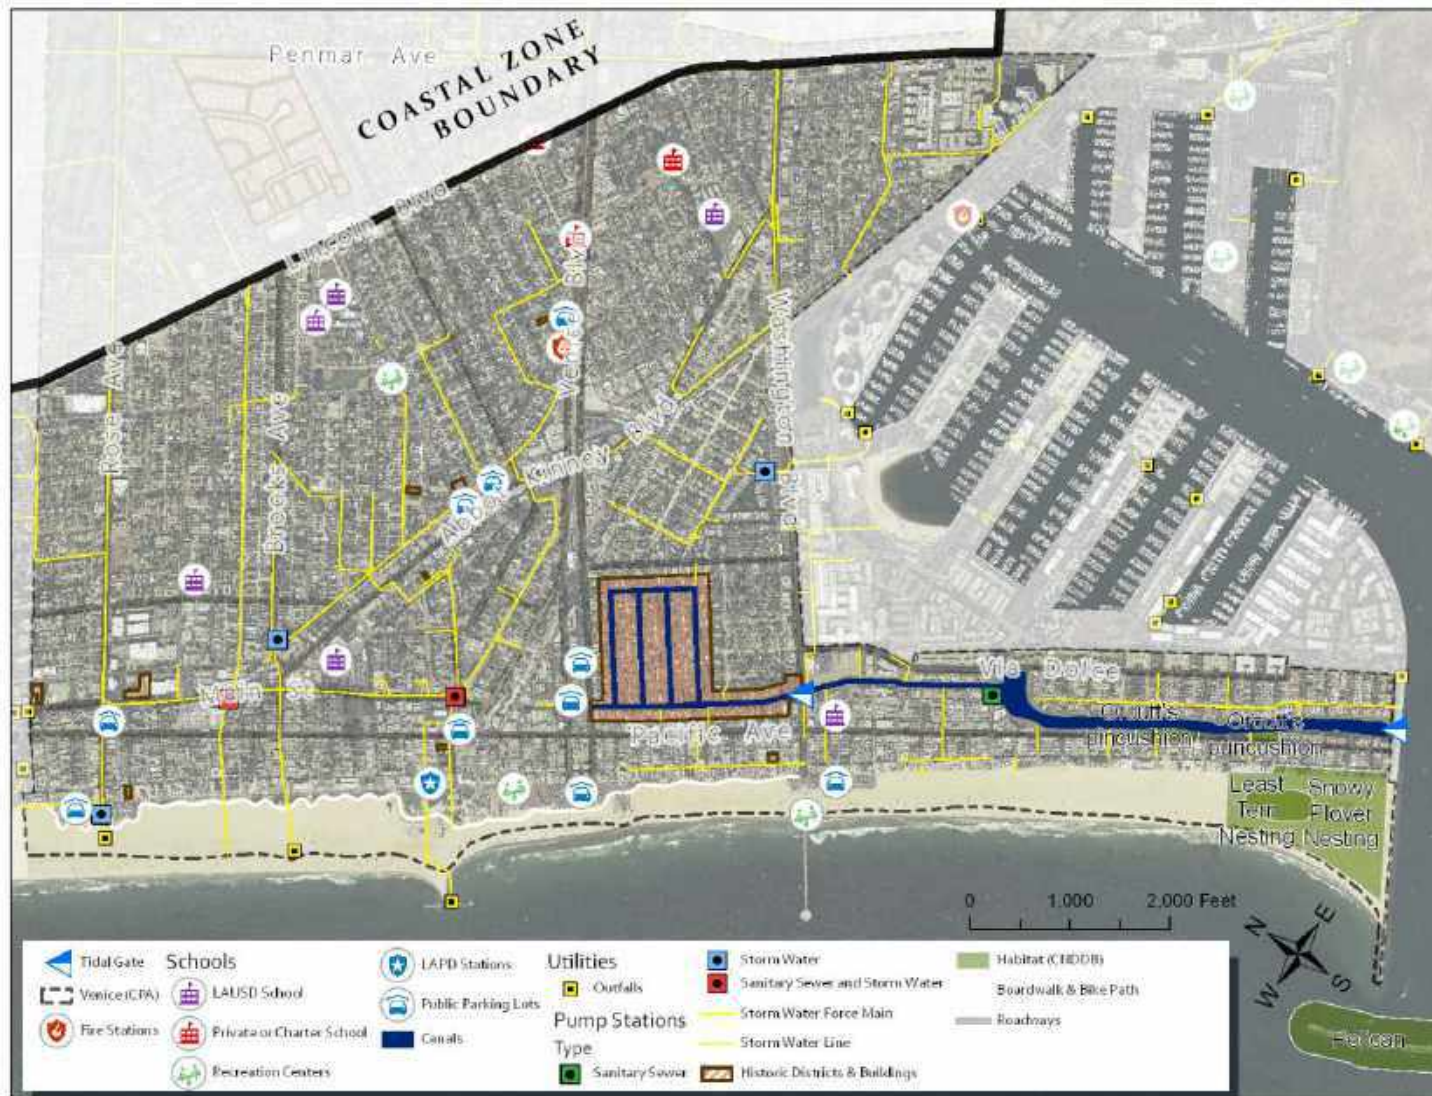 Penmar Ave
COASTAL ZONE
BOUNDARY
Lincoln Blvd
Rose Ave
Brooks Ave
Venice Blvd
Washington Blvd
Abbot Kinney Blvd
Main St
Pacific Ave
Via Dolce
Orcutt's
pincushion
Orcutt's
puncushion
Least
Tern
Nesting
Snowy
Plover
Nesting
0 1,000 2,000 Feet
N
E
W
S
Pelican
Tidal Gate
Venice (CPA)
Fire Stations
Schools
LAUSD School
Private or Charter School
Recreation Centers
LAPD Stations
Public Parking Lots
Canals
Utilities
Outfalls
Pump Stations
Type
Sanitary Sewer
Storm Water
Sanitary Sewer and Storm Water
Storm Water Force Main
Storm Water Line
Historic Districts & Buildings
Habitat (CNDDB)
Boardwalk & Bike Path
Roadways